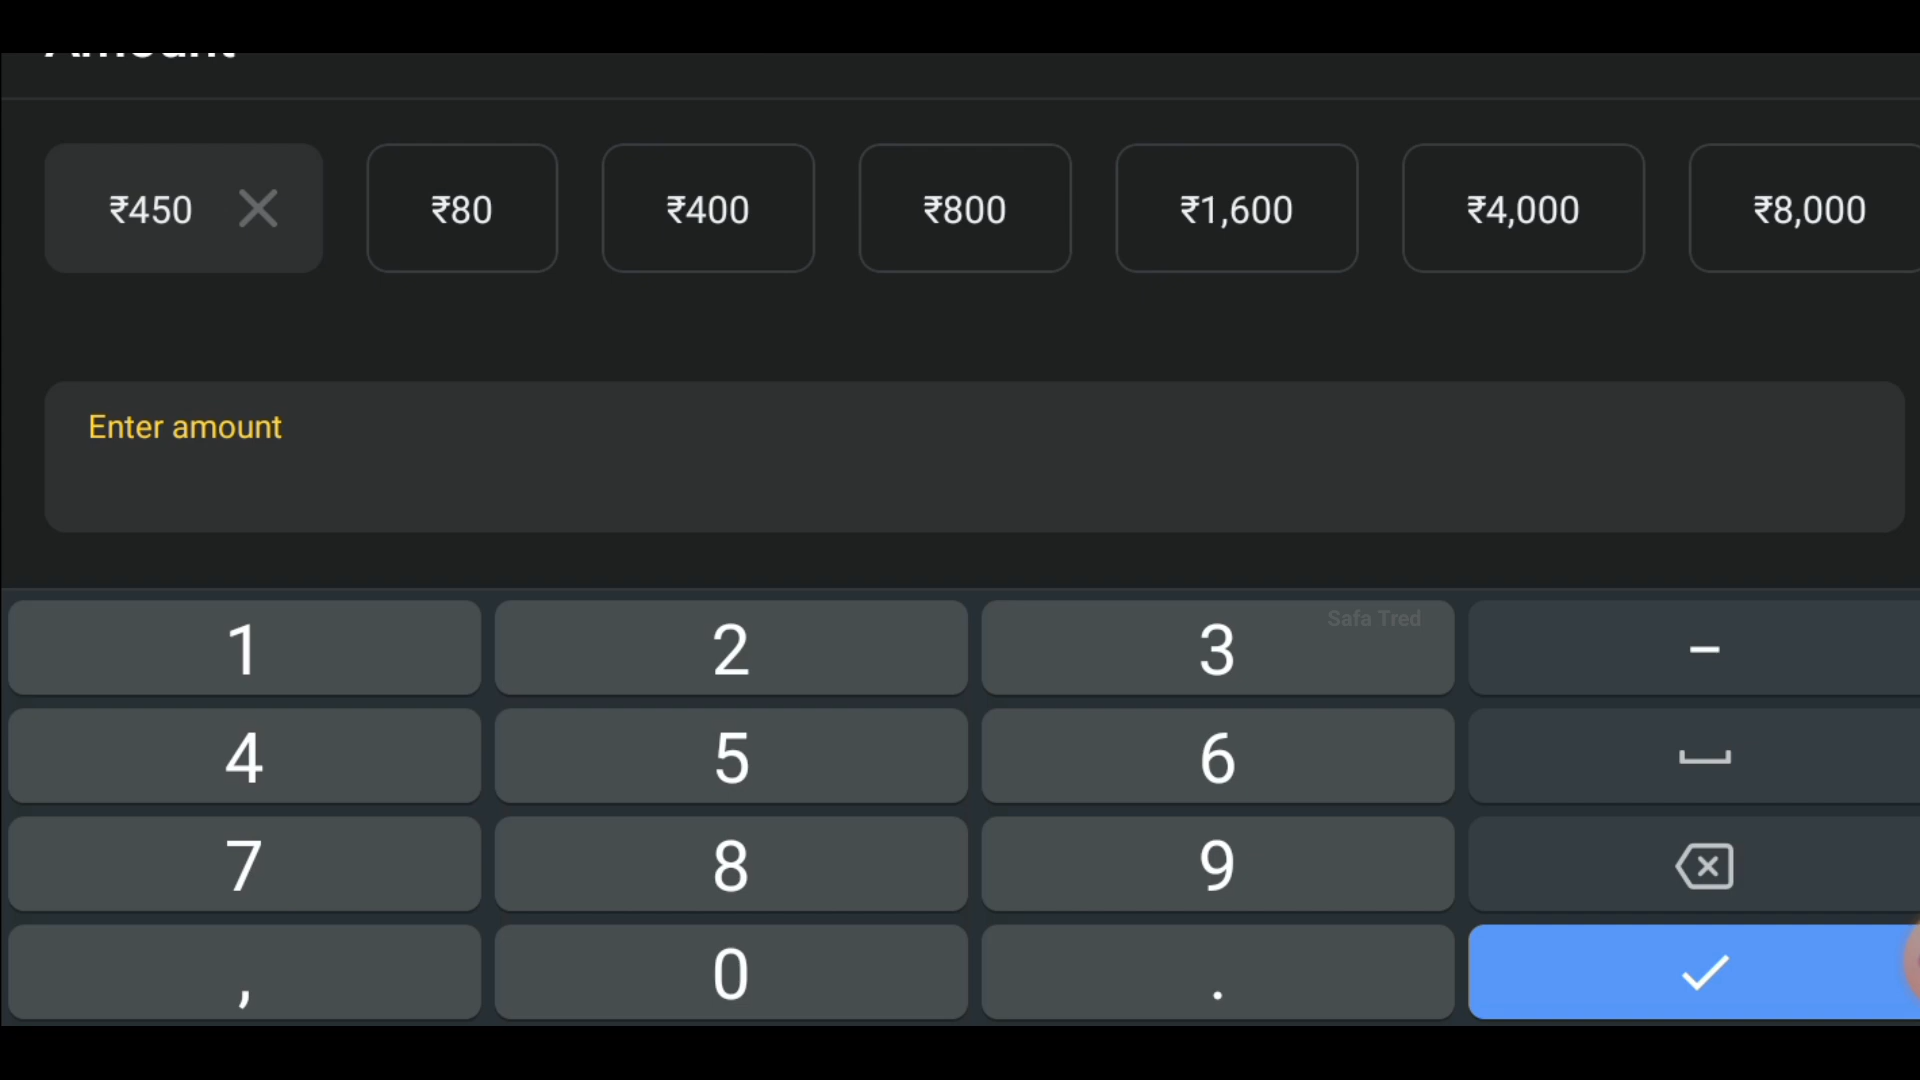 Amount
₹450 ₹80 ₹400 ₹800 ₹1,600 ₹4,000 ₹8,000
Enter amount
Safa Tred
1 2 3 -
4 5 6
7 8 9
, 0 .